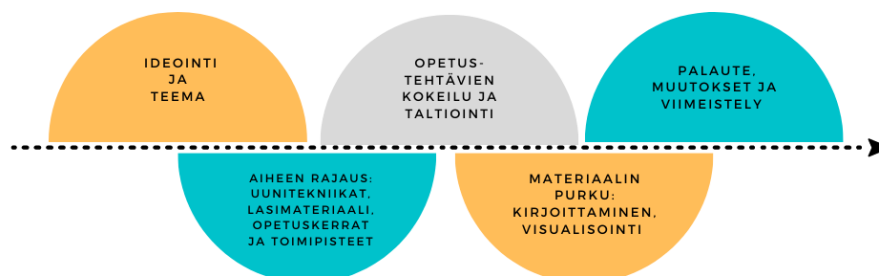 IDEOINTI
JA
TEEMA
AIHEEN RAJAUS:
UUNITEKNIIKAT,
LASIMATERIAALI,
OPETUSKERRAT
JA TOIMIPISTEET
OPETUS-
TEHTÄVIEN
KOKEILU JA
TALTIOINTI
MATERIAALIN
PURKU:
KIRJOITTAMINEN,
VISUALISOINTI
PALAUTE,
MUUTOKSET JA
VIIMEISTELY